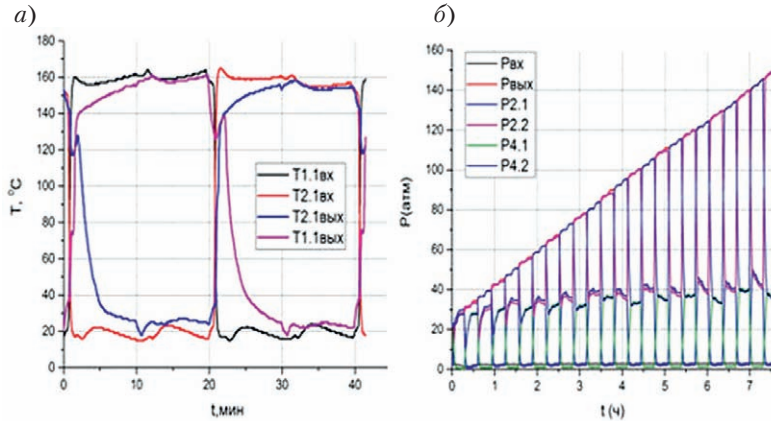 а)
180
160
140
120
100
80
60
40
20
0
T, °C
T1.1вх
T2.1вх
T2.1вых
T1.1вых
0
10
20
30
40
t,мин
б)
160
140
120
100
80
60
40
20
0
P(атм)
Рвх
Рвых
P2.1
P2.2
P4.1
P4.2
0
1
2
3
4
5
6
7
t (ч)